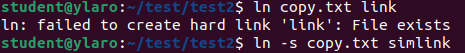 student@ylaro:~/test/test2$ ln copy.txt link
ln: failed to create hard link 'link': File exists
student@ylaro:~/test/test2$ ln -s copy.txt simlink